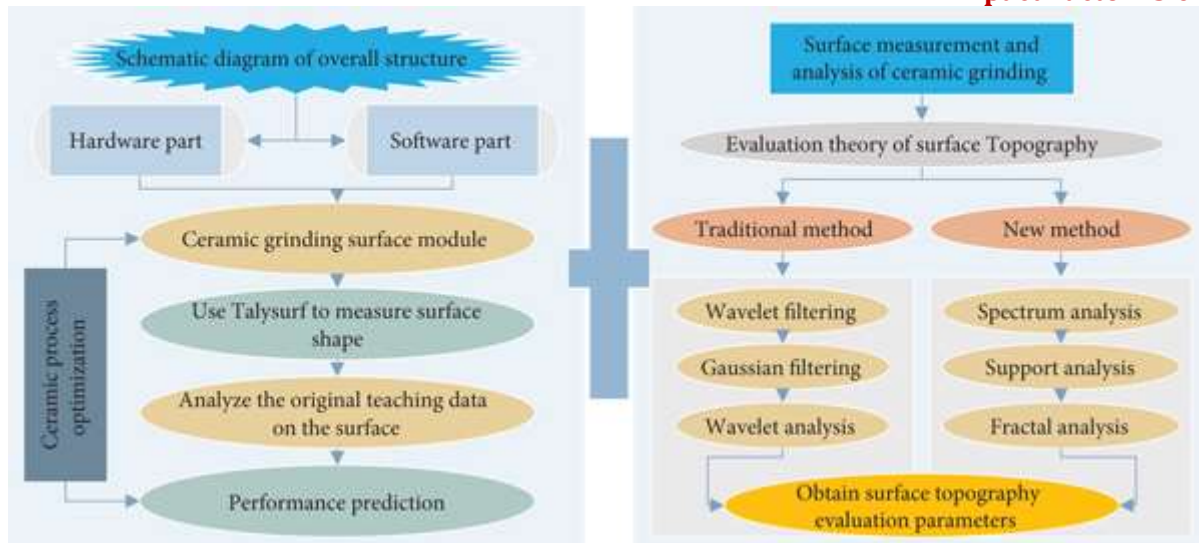 Schematic diagram of overall structure
Hardware part
Software part
Ceramic grinding surface module
Use Talysurf to measure surface
shape
Analyze the original teaching data
on the surface
Performance prediction
Ceramic process
optimization
Surface measurement and
analysis of ceramic grinding
Evaluation theory of surface Topography
Traditional method
New method
Wavelet filtering
Gaussian filtering
Wavelet analysis
Spectrum analysis
Support analysis
Fractal analysis
Obtain surface topography
evaluation parameters